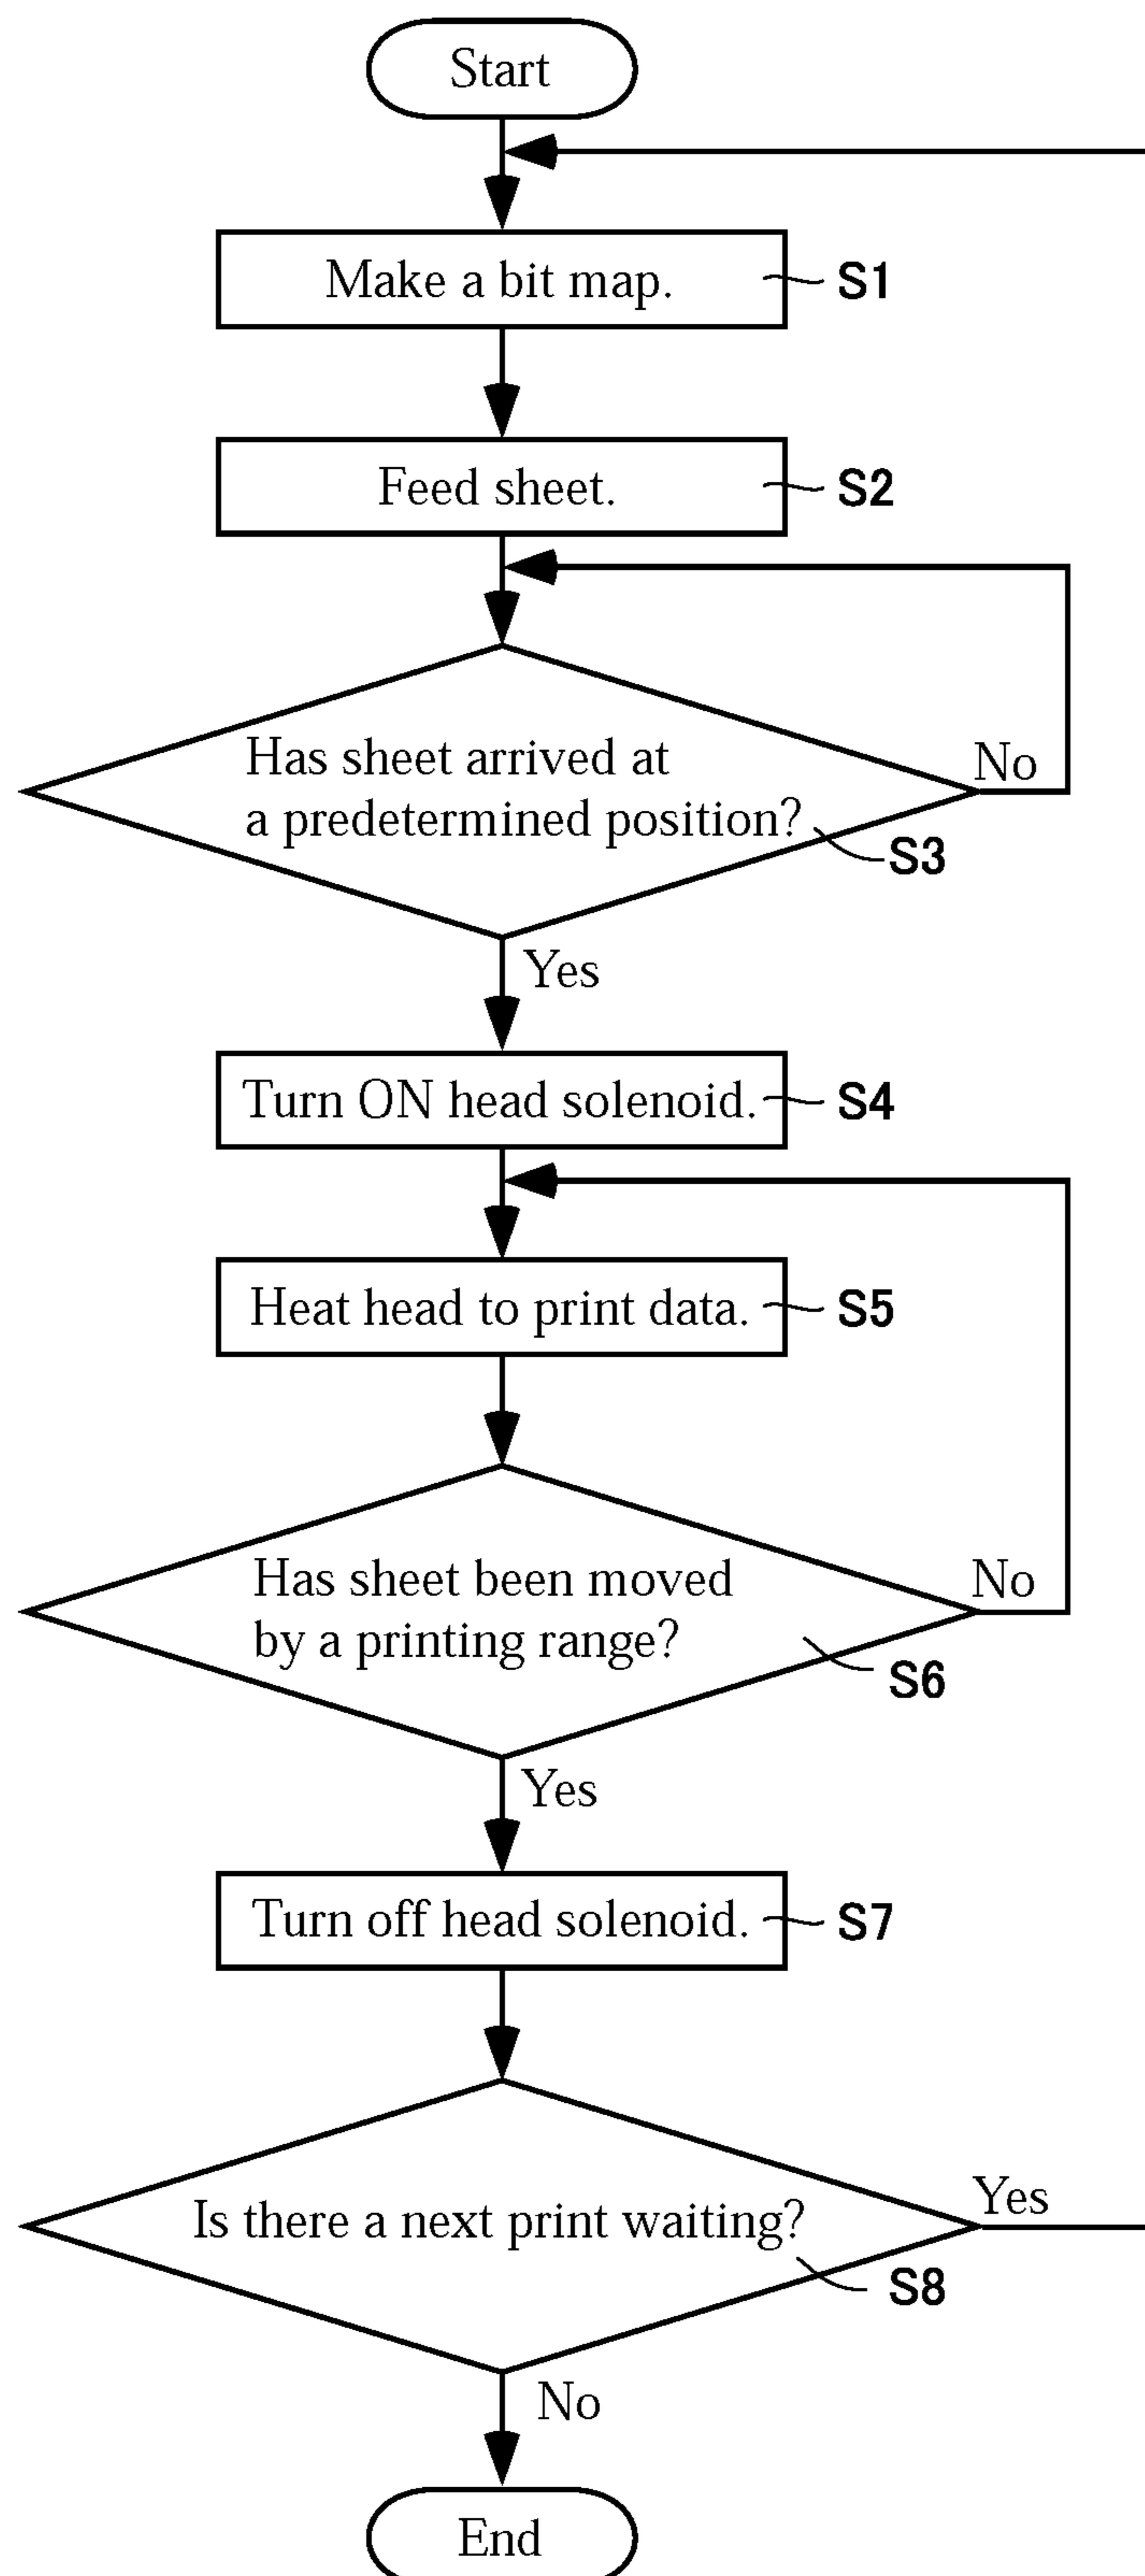 Start
Make a bit map.
S1
Feed sheet.
S2
Has sheet arrived at
a predetermined position?
No
S3
Yes
Turn ON head solenoid.
S4
Heat head to print data.
S5
Has sheet been moved
by a printing range?
No
S6
Yes
Turn off head solenoid.
S7
Is there a next print waiting?
Yes
S8
No
End